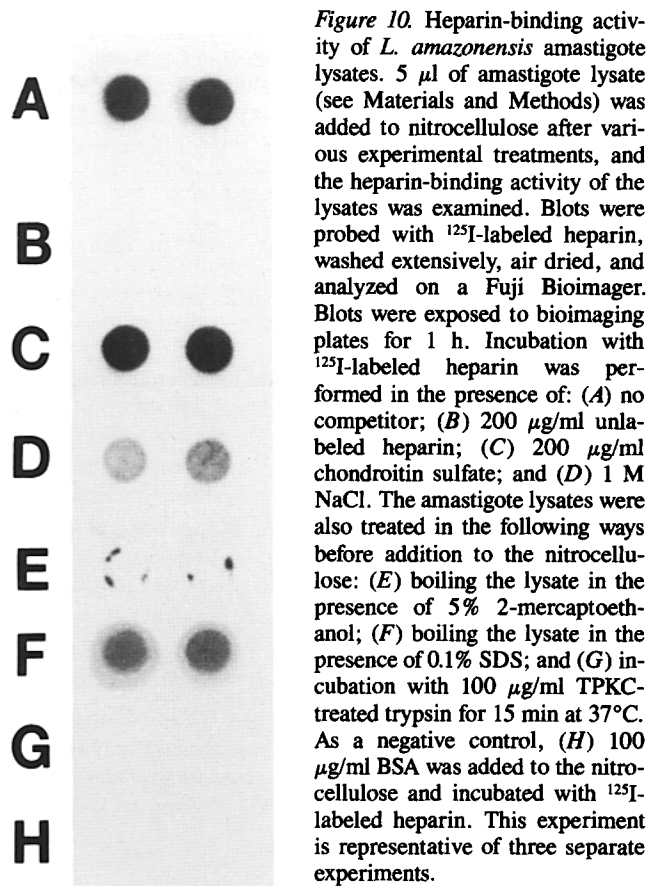 A
B
C
D
E
F
G
H
Figure 10. Heparin-binding activ-
ity of L. amazonensis amastigote
lysates. 5 μl of amastigote lysate
(see Materials and Methods) was
added to nitrocellulose after vari-
ous experimental treatments, and
the heparin-binding activity of the
lysates was examined. Blots were
probed with ¹²⁵I-labeled heparin,
washed extensively, air dried, and
analyzed on a Fuji Bioimager.
Blots were exposed to bioimaging
plates for 1 h. Incubation with
¹²⁵I-labeled heparin was per-
formed in the presence of: (A) no
competitor; (B) 200 μg/ml unla-
beled heparin; (C) 200 μg/ml
chondroitin sulfate; and (D) 1 M
NaCl. The amastigote lysates were
also treated in the following ways
before addition to the nitrocellu-
lose: (E) boiling the lysate in the
presence of 5% 2-mercaptoeth-
anol; (F) boiling the lysate in the
presence of 0.1% SDS; and (G) in-
cubation with 100 μg/ml TPKC-
treated trypsin for 15 min at 37°C.
As a negative control, (H) 100
μg/ml BSA was added to the nitro-
cellulose and incubated with ¹²⁵I-
labeled heparin. This experiment
is representative of three separate
experiments.